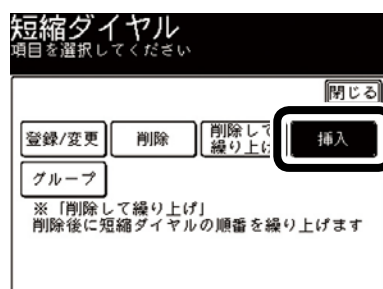 短縮ダイヤル
項目を選択してください
閉じる
登録/変更 削除 削除して 挿入
繰り上げ
グループ
※「削除して繰り上げ」
削除後に短縮ダイヤルの順番を繰り上げます